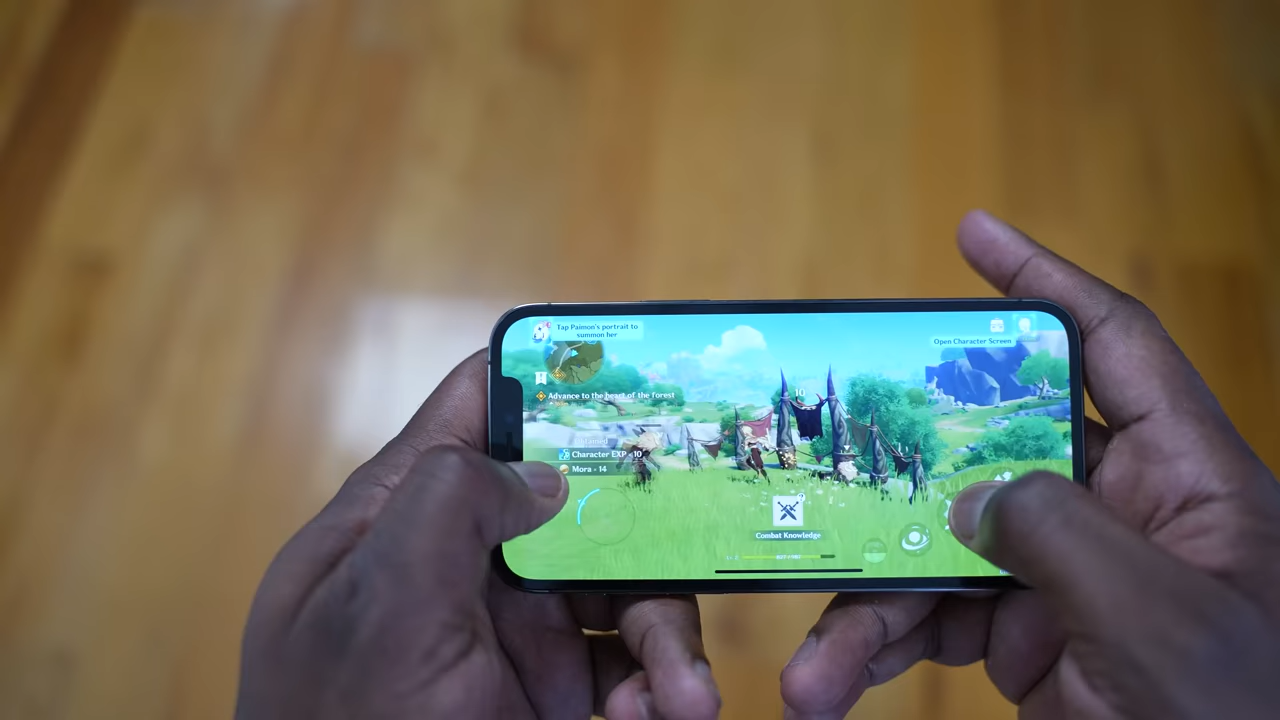 Tap Paimon's portrait to
summon her
Open Character Screen
Advance to the heart of the forest
10
Character EXP
10
Mora - 14
Combat Knowledge